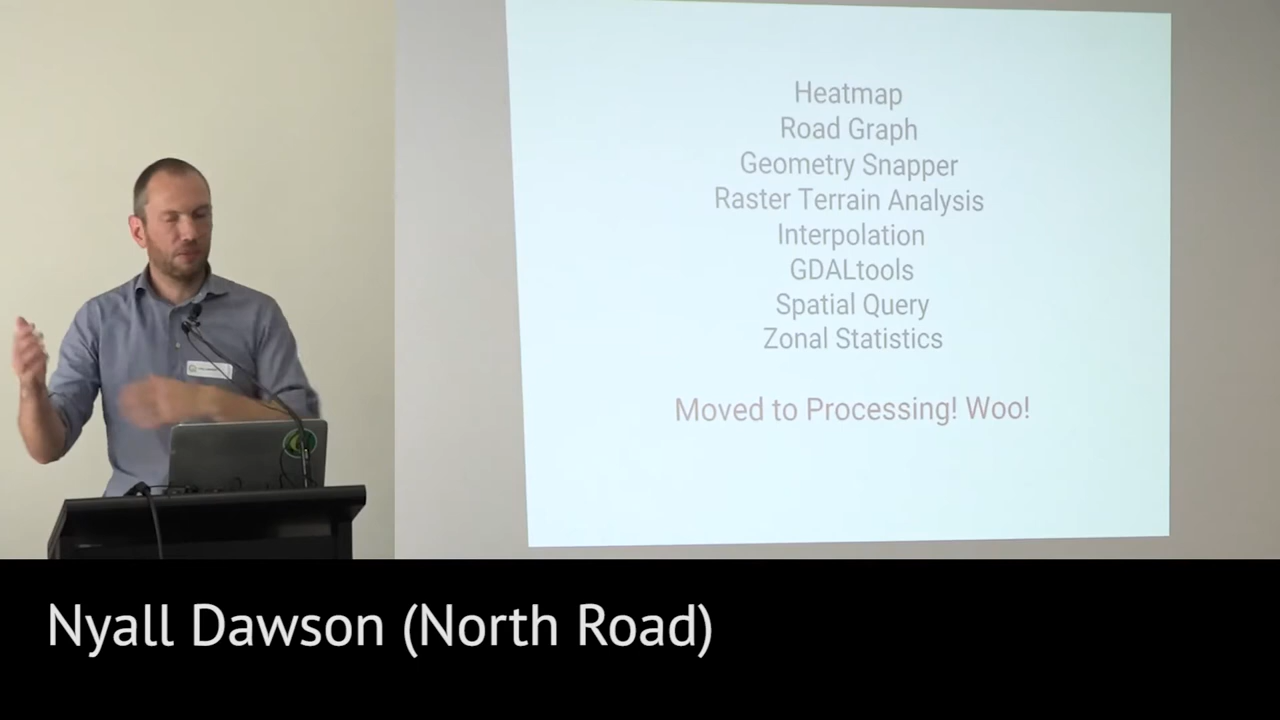 Heatmap
Road Graph
Geometry Snapper
Raster Terrain Analysis
Interpolation
GDALtools
Spatial Query
Zonal Statistics
Moved to Processing! Woo!
Nyall Dawson (North Road)